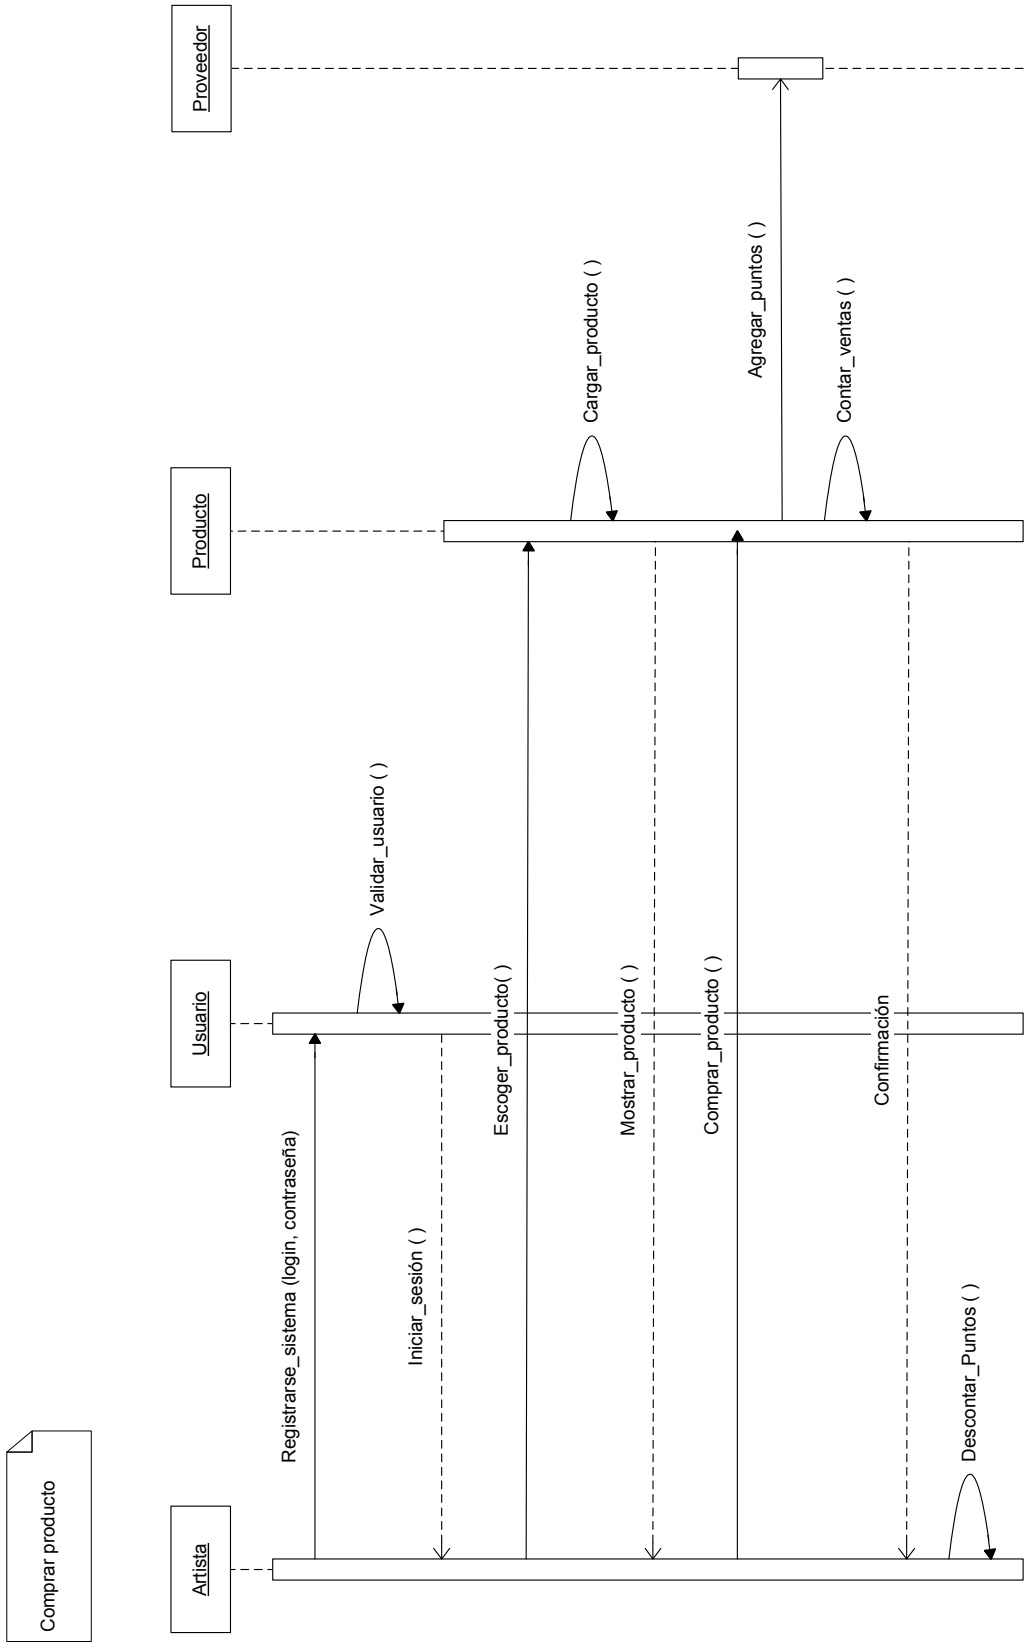 Comprar producto
Artista
Usuario
Producto
Proveedor
Registrarse_sistema (login, contraseña)
Validar_usuario ( )
Iniciar_sesión ( )
Escoger_producto( )
Cargar_producto ( )
Mostrar_producto ( )
Comprar_producto ( )
Agregar_puntos ( )
Contar_ventas ( )
Confirmación
Descontar_Puntos ( )